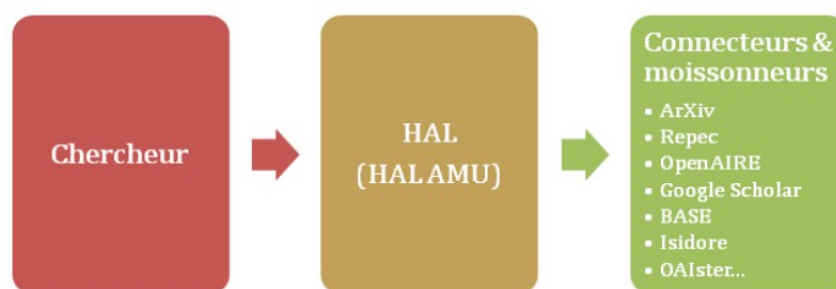 Chercheur
HAL
(HAL AMU)
Connecteurs &
moissonneurs
▪ ArXiv
▪ Repec
▪ OpenAIRE
▪ Google Scholar
▪ BASE
▪ Isidore
▪ OAIster...